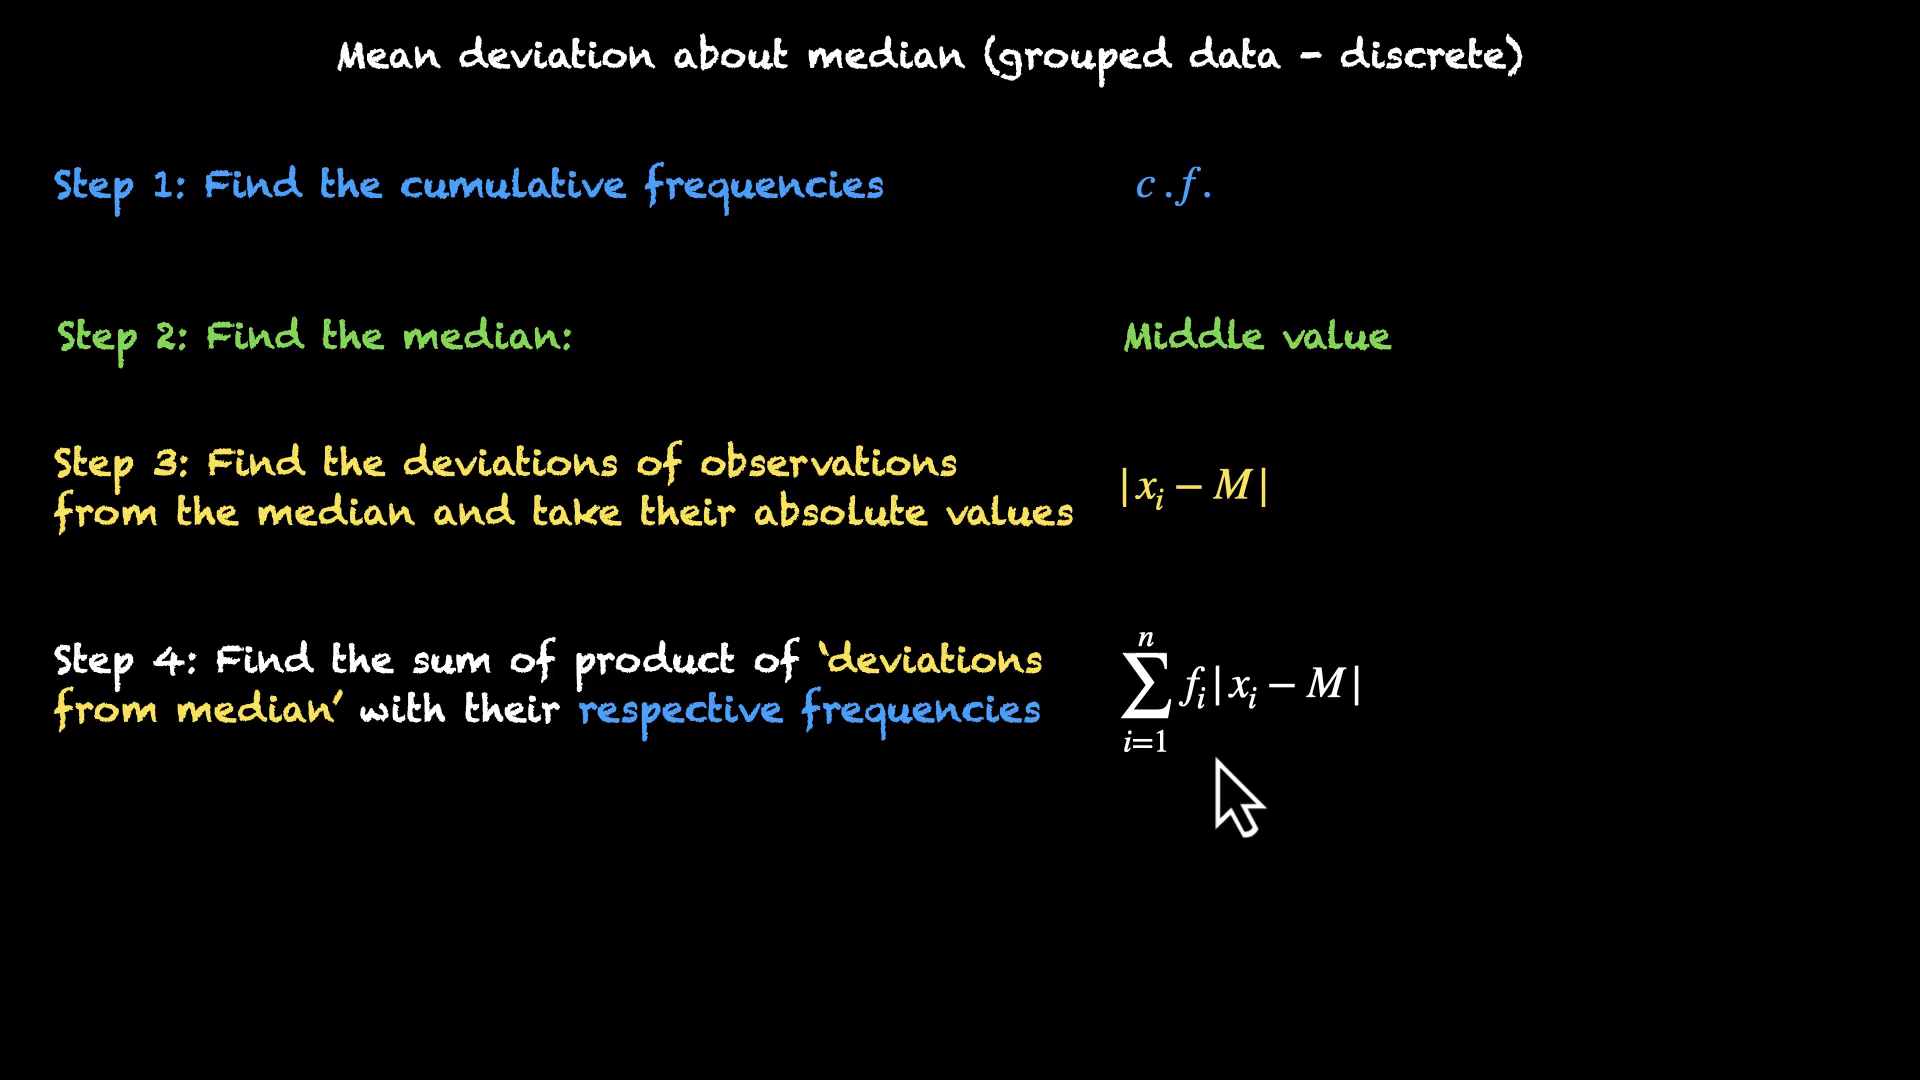 Mean deviation about median (grouped data - discrete)
Step 1: Find the cumulative frequencies
c.f.
Step 2: Find the median:
Middle value
Step 3: Find the deviations of observations
from the median and take their absolute values
|xᵢ − M|
Step 4: Find the sum of product of ‘deviations
from median’ with their respective frequencies
n
∑ fᵢ|xᵢ − M|
i=1